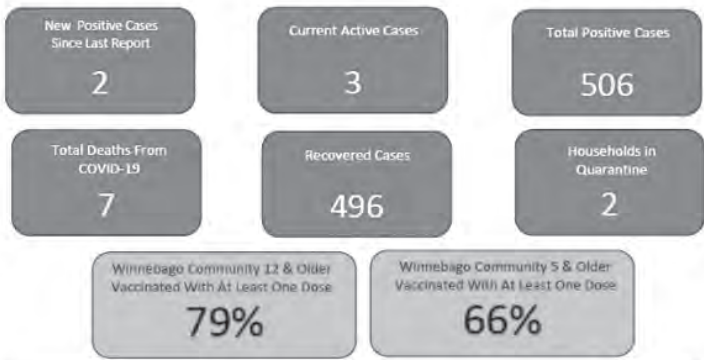 New Positive Cases
Since Last Report
2
Current Active Cases
3
Total Positive Cases
506
Total Deaths From
COVID-19
7
Recovered Cases
496
Households in
Quarantine
2
Winnebago Community 12 & Older
Vaccinated With At Least One Dose
79%
Winnebago Community 5 & Older
Vaccinated With At Least One Dose
66%